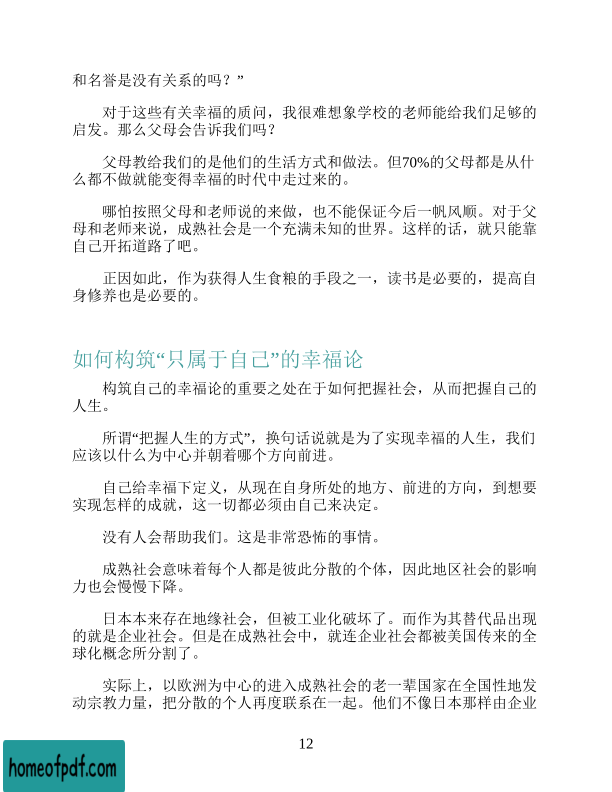 和名誉是没有关系的吗？”
对于这些有关幸福的质问，我很难想象学校的老师能给我们足够的
启发。那么父母会告诉我们吗？
父母教给我们的是他们的生活方式和做法。但70%的父母都是从什
么都不做就能变得幸福的时代中走过来的。
哪怕按照父母和老师说的来做，也不能保证今后一帆风顺。对于父
母和老师来说，成熟社会是一个充满未知的世界。这样的话，就只能靠
自己开拓道路了吧。
正因如此，作为获得人生食粮的手段之一，读书是必要的，提高自
身修养也是必要的。
如何构筑“只属于自己”的幸福论
构筑自己的幸福论的重要之处在于如何把握社会，从而把握自己的
人生。
所谓“把握人生的方式”，换句话说就是为了实现幸福的人生，我们
应该以什么为中心并朝着哪个方向前进。
自己给幸福下定义，从现在自身所处的地方、前进的方向，到想要
实现怎样的成就，这一切都必须由自己来决定。
没有人会帮助我们。这是非常恐怖的事情。
成熟社会意味着每个人都是彼此分散的个体，因此地区社会的影响
力也会慢慢下降。
日本本来存在地缘社会，但被工业化破坏了。而作为其替代品出现
的就是企业社会。但是在成熟社会中，就连企业社会都被美国传来的全
球化概念所分割了。
实际上，以欧洲为中心的进入成熟社会的老一辈国家在全国性地发
动宗教力量，把分散的个人再度联系在一起。他们不像日本那样由企业
12
homeofpdf.com